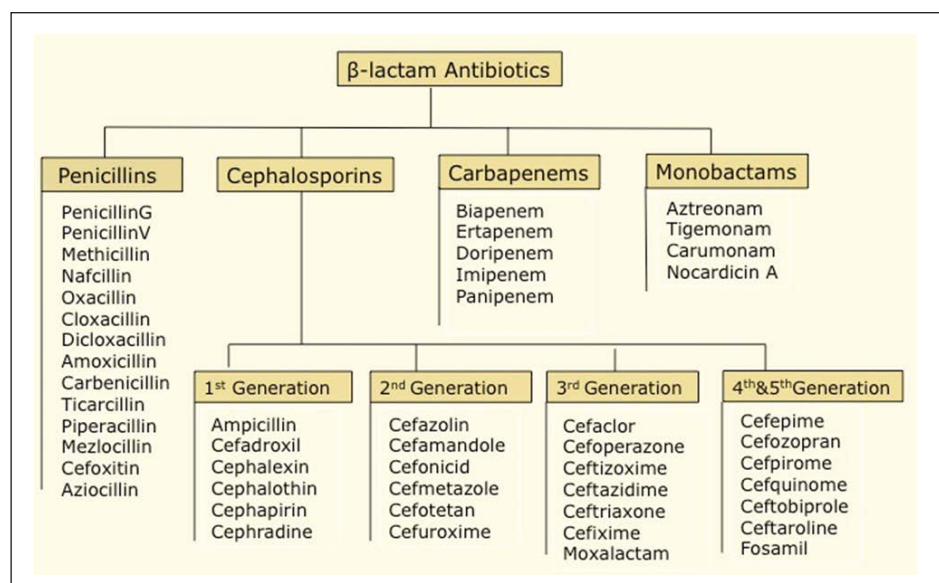 β-lactam Antibiotics
Penicillins
PenicillinG
PenicillinV
Methicillin
Nafcillin
Oxacillin
Cloxacillin
Dicloxacillin
Amoxicillin
Carbenicillin
Ticarcillin
Piperacillin
Mezlocillin
Cefoxitin
Aziocillin
Cephalosporins
Carbapenems
Biapenem
Ertapenem
Doripenem
Imipenem
Panipenem
Monobactams
Aztreonam
Tigemonam
Carumonam
Nocardicin A
1st Generation
Ampicillin
Cefadroxil
Cephalexin
Cephalothin
Cephapirin
Cephradine
2nd Generation
Cefazolin
Cefamandole
Cefonicid
Cefmetazole
Cefotetan
Cefuroxime
3rd Generation
Cefaclor
Cefoperazone
Ceftizoxime
Ceftazidime
Ceftriaxone
Cefixime
Moxalactam
4th&5thGeneration
Cefepime
Cefozopran
Cefpirome
Cefquinome
Ceftobiprole
Ceftaroline
Fosamil